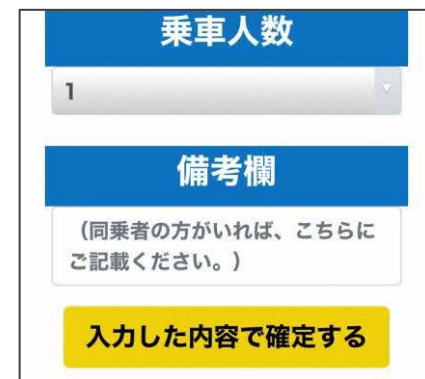 乗車人数
1
備考欄
（同乗者の方がいれば、こちらに
ご記載ください。）
入力した内容で確定する